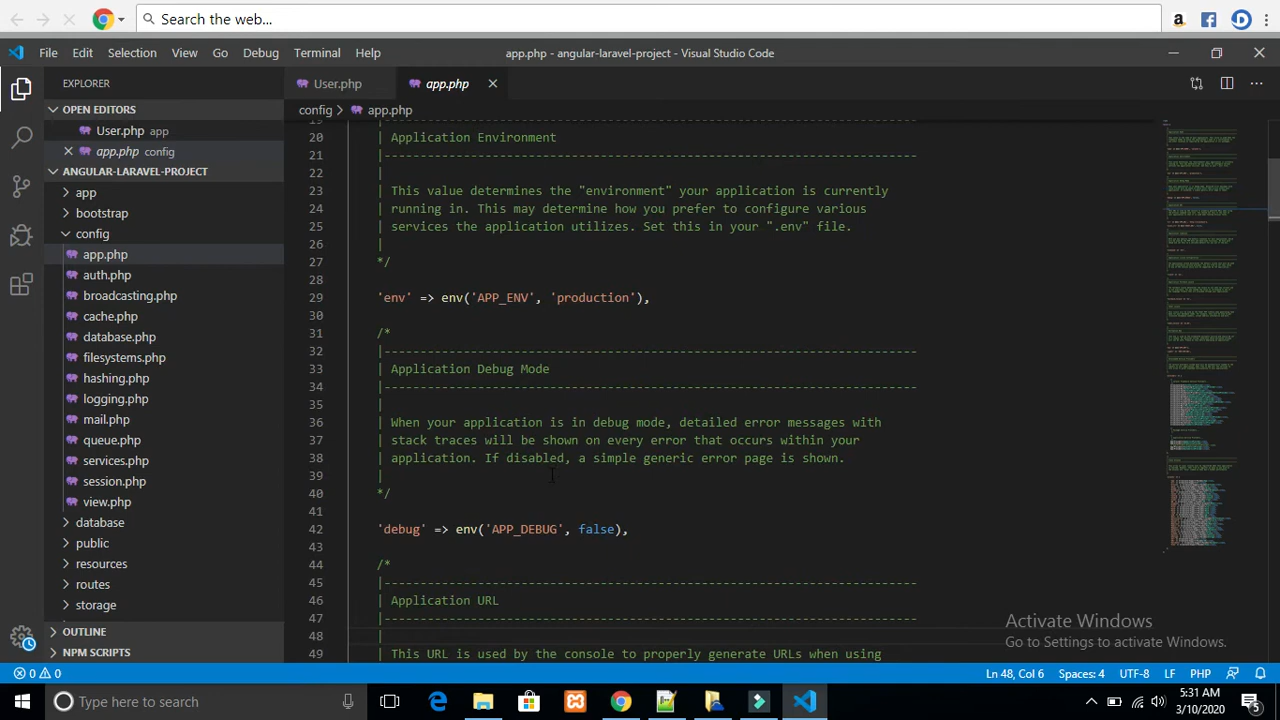 Search the web...
File Edit Selection View Go Debug Terminal Help
app.php - angular-laravel-project - Visual Studio Code
EXPLORER
OPEN EDITORS
User.php app
app.php config
ANGULAR-LARAVEL-PROJECT
app
bootstrap
config
app.php
auth.php
broadcasting.php
cache.php
database.php
filesystems.php
hashing.php
logging.php
mail.php
queue.php
services.php
session.php
view.php
database
public
resources
routes
storage
OUTLINE
NPM SCRIPTS
User.php
app.php
config > app.php
19 |--------------------------------------------------------------------------
20 | Application Environment
21 |--------------------------------------------------------------------------
22 |
23 | This value determines the "environment" your application is currently
24 | running in. This may determine how you prefer to configure various
25 | services the application utilizes. Set this in your ".env" file.
26 |
27 */
28
29 'env' => env('APP_ENV', 'production'),
30
31 /*
32 |--------------------------------------------------------------------------
33 | Application Debug Mode
34 |--------------------------------------------------------------------------
35 |
36 | When your application is in debug mode, detailed error messages with
37 | stack traces will be shown on every error that occurs within your
38 | application. If disabled, a simple generic error page is shown.
39 |
40 */
41
42 'debug' => env('APP_DEBUG', false),
43
44 /*
45 |--------------------------------------------------------------------------
46 | Application URL
47 |--------------------------------------------------------------------------
48 |
49 | This URL is used by the console to properly generate URLs when using
Activate Windows
Go to Settings to activate Windows.
0 0
Ln 48, Col 6 Spaces: 4 UTF-8 LF PHP
Type here to search
5:31 AM
3/10/2020
5